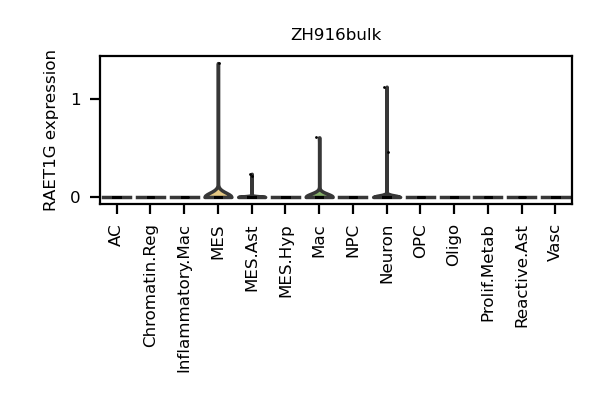 ZH916bulk
RAET1G expression
1
0
AC
Chromatin.Reg
Inflammatory.Mac
MES
MES.Ast
MES.Hyp
Mac
NPC
Neuron
OPC
Oligo
Prolif.Metab
Reactive.Ast
Vasc